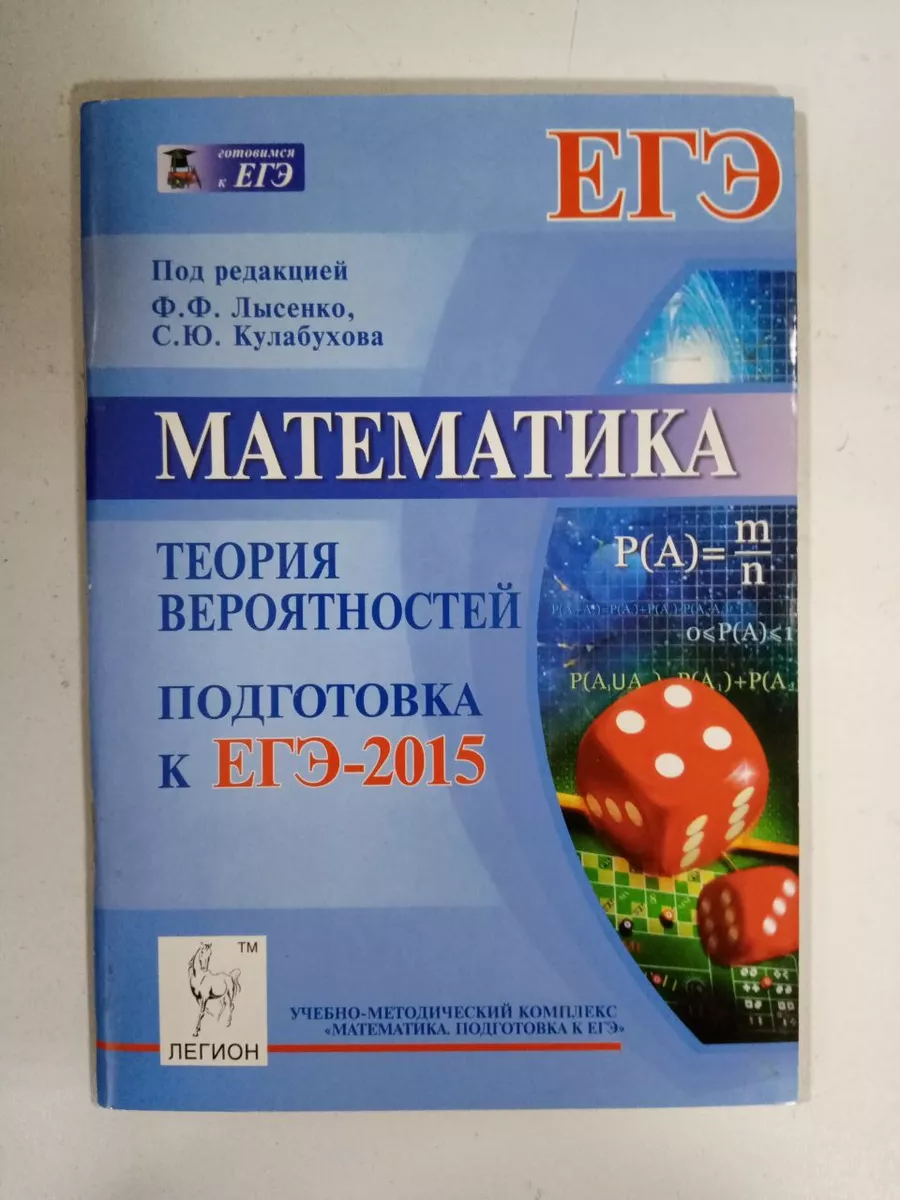 готовимся
к ЕГЭ
ЕГЭ
Под редакцией
Ф.Ф. Лысенко,
С.Ю. Кулабухова
МАТЕМАТИКА
ТЕОРИЯ
ВЕРОЯТНОСТЕЙ
P(A)=m/n
0⩽P(A)⩽1
ПОДГОТОВКА
К ЕГЭ-2015
TM
ЛЕГИОН
УЧЕБНО-МЕТОДИЧЕСКИЙ КОМПЛЕКС
«МАТЕМАТИКА. ПОДГОТОВКА К ЕГЭ»